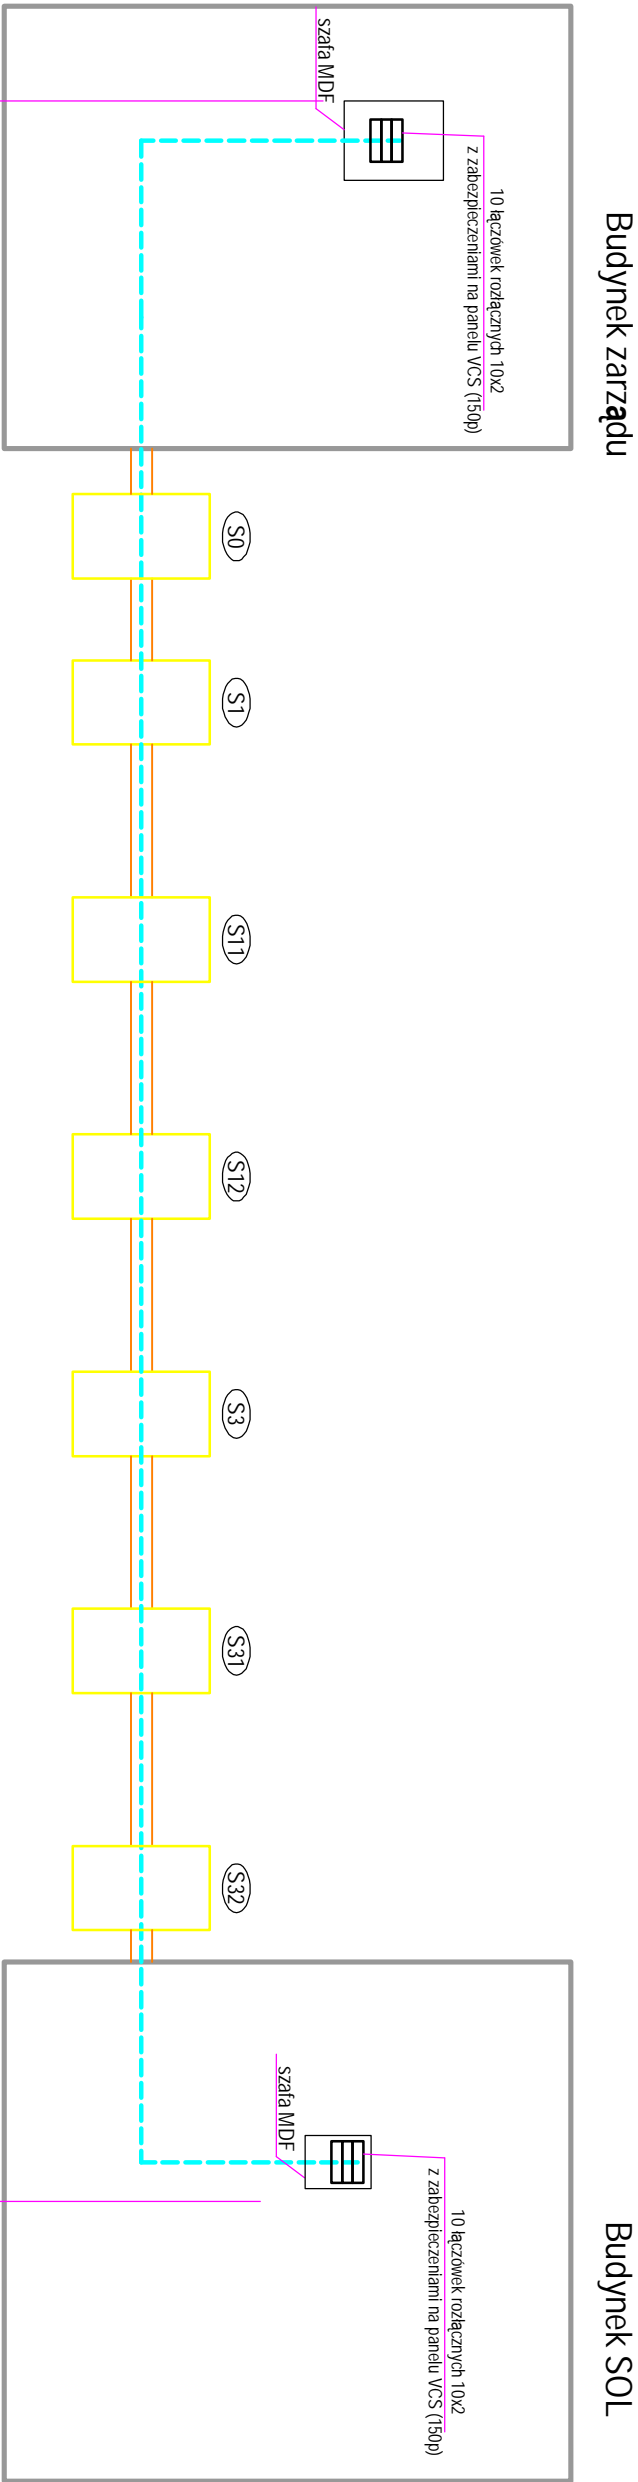 Budynek zarządu
szafa MDF
10 łączówek rozłącznych 10x2
z zabezpieczeniami na panelu VCS (150p)
S0
S1
S11
S12
S3
S31
S32
Budynek SOL
szafa MDF
10 łączówek rozłącznych 10x2
z zabezpieczeniami na panelu VCS (150p)